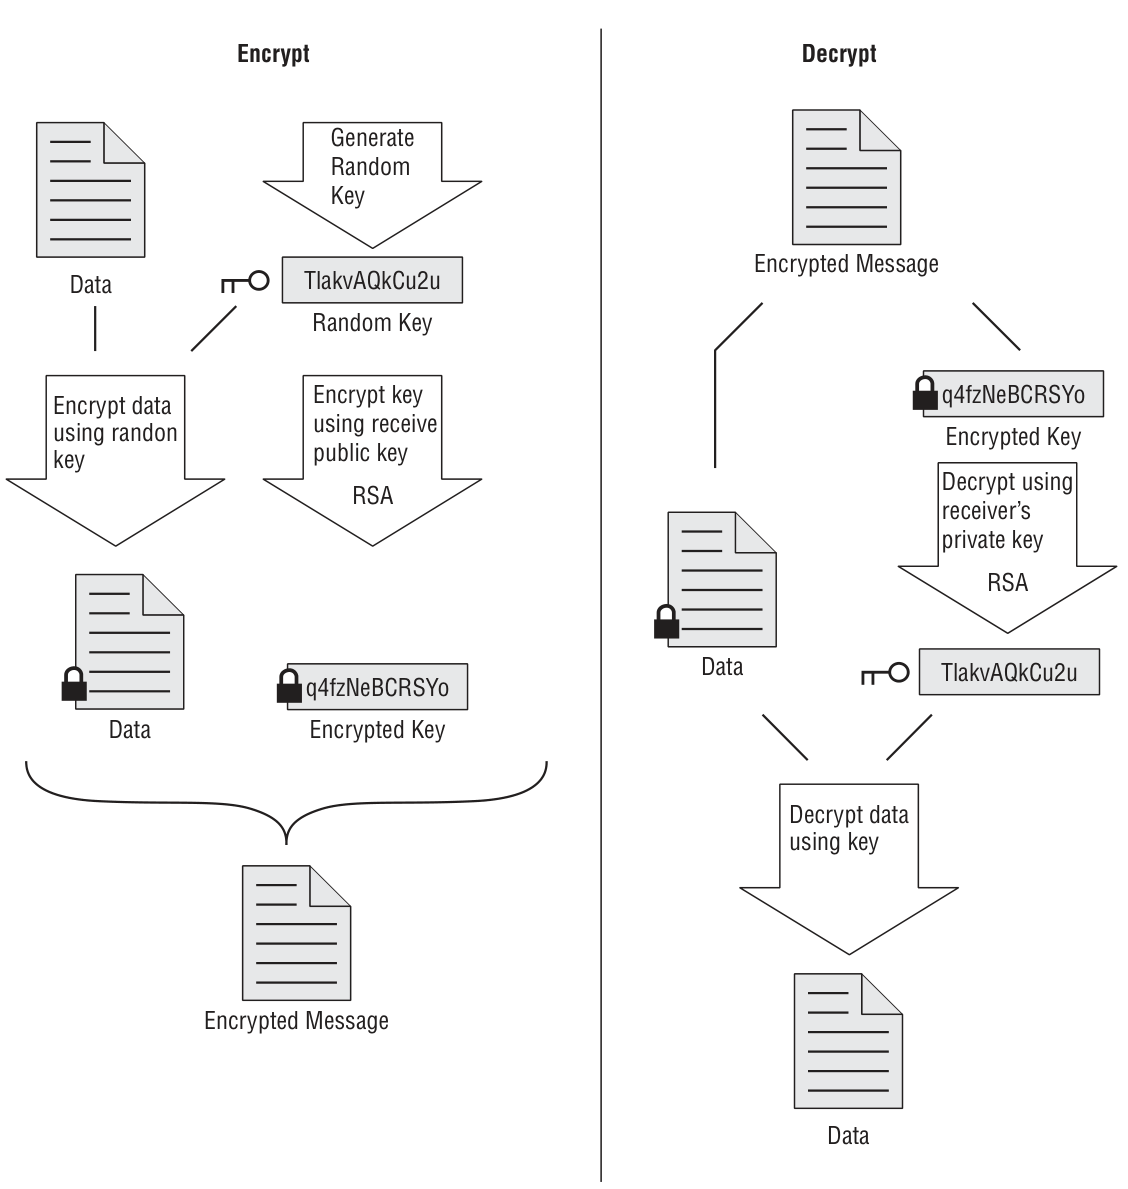 Encrypt
Data
Generate
Random
Key
TlakvAQkCu2u
Random Key
Encrypt data
using randon
key
Encrypt key
using receive
public key
RSA
Data
q4fzNeBCRSYo
Encrypted Key
Encrypted Message
Decrypt
Encrypted Message
q4fzNeBCRSYo
Encrypted Key
Decrypt using
receiver's
private key
RSA
Data
TlakvAQkCu2u
Decrypt data
using key
Data